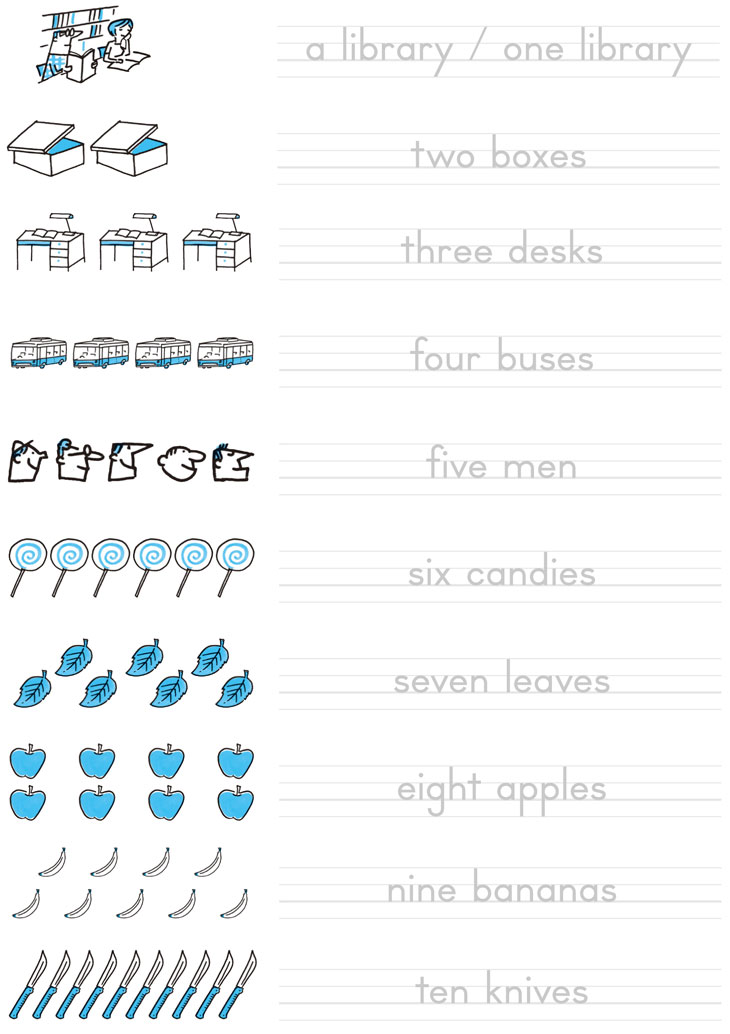 a library / one library
two boxes
three desks
four buses
five men
six candies
seven leaves
eight apples
nine bananas
ten knives